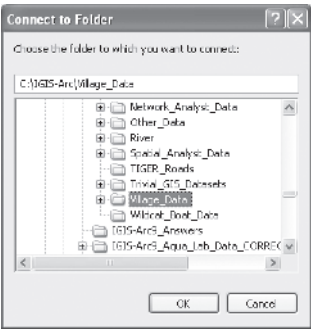 Connect to Folder
Choose the folder to which you want to connect:
C:\IGIS-Arc\Village_Data
Network_Analyst_Data
Other_Data
River
Spatial_Analyst_Data
TIGER_Roads
Trivial_GIS_Datasets
Village_Data
Wildcat_Boat_Data
IGIS-Arc9_Answers
IGIS-Arc9_Aqua_Lab_Data_CORREC
OK
Cancel